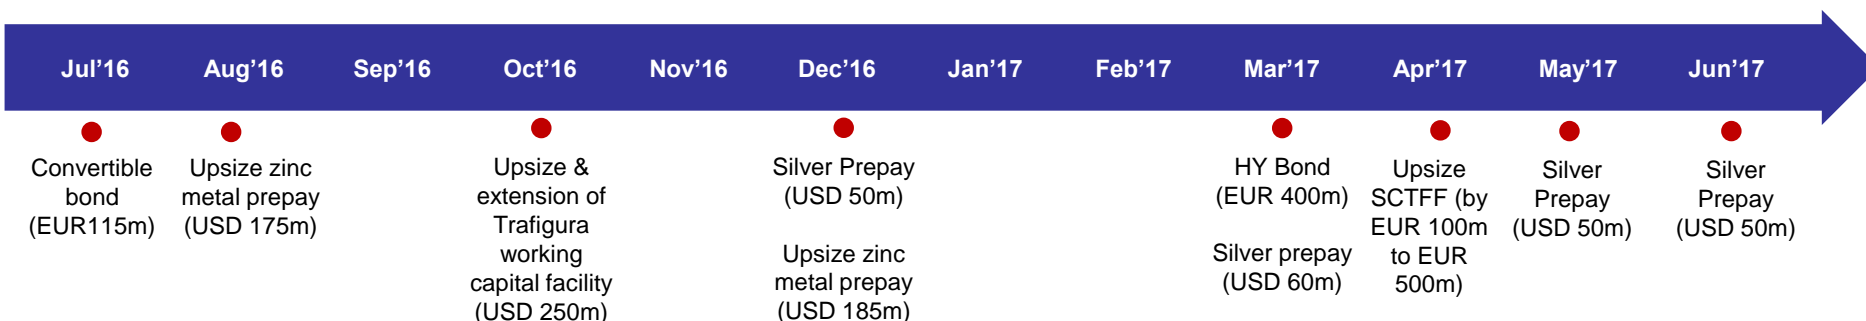 Jul’16 Aug’16 Sep’16 Oct’16 Nov’16 Dec’16 Jan’17 Feb’17 Mar’17 Apr’17 May’17 Jun’17
Convertible
bond
(EUR115m)
Upsize zinc
metal prepay
(USD 175m)
Upsize &
extension of
Trafigura
working
capital facility
(USD 250m)
Silver Prepay
(USD 50m)
Upsize zinc
metal prepay
(USD 185m)
HY Bond
(EUR 400m)
Silver prepay
(USD 60m)
Upsize
SCTFF (by
EUR 100m
to EUR
500m)
Silver
Prepay
(USD 50m)
Silver
Prepay
(USD 50m)